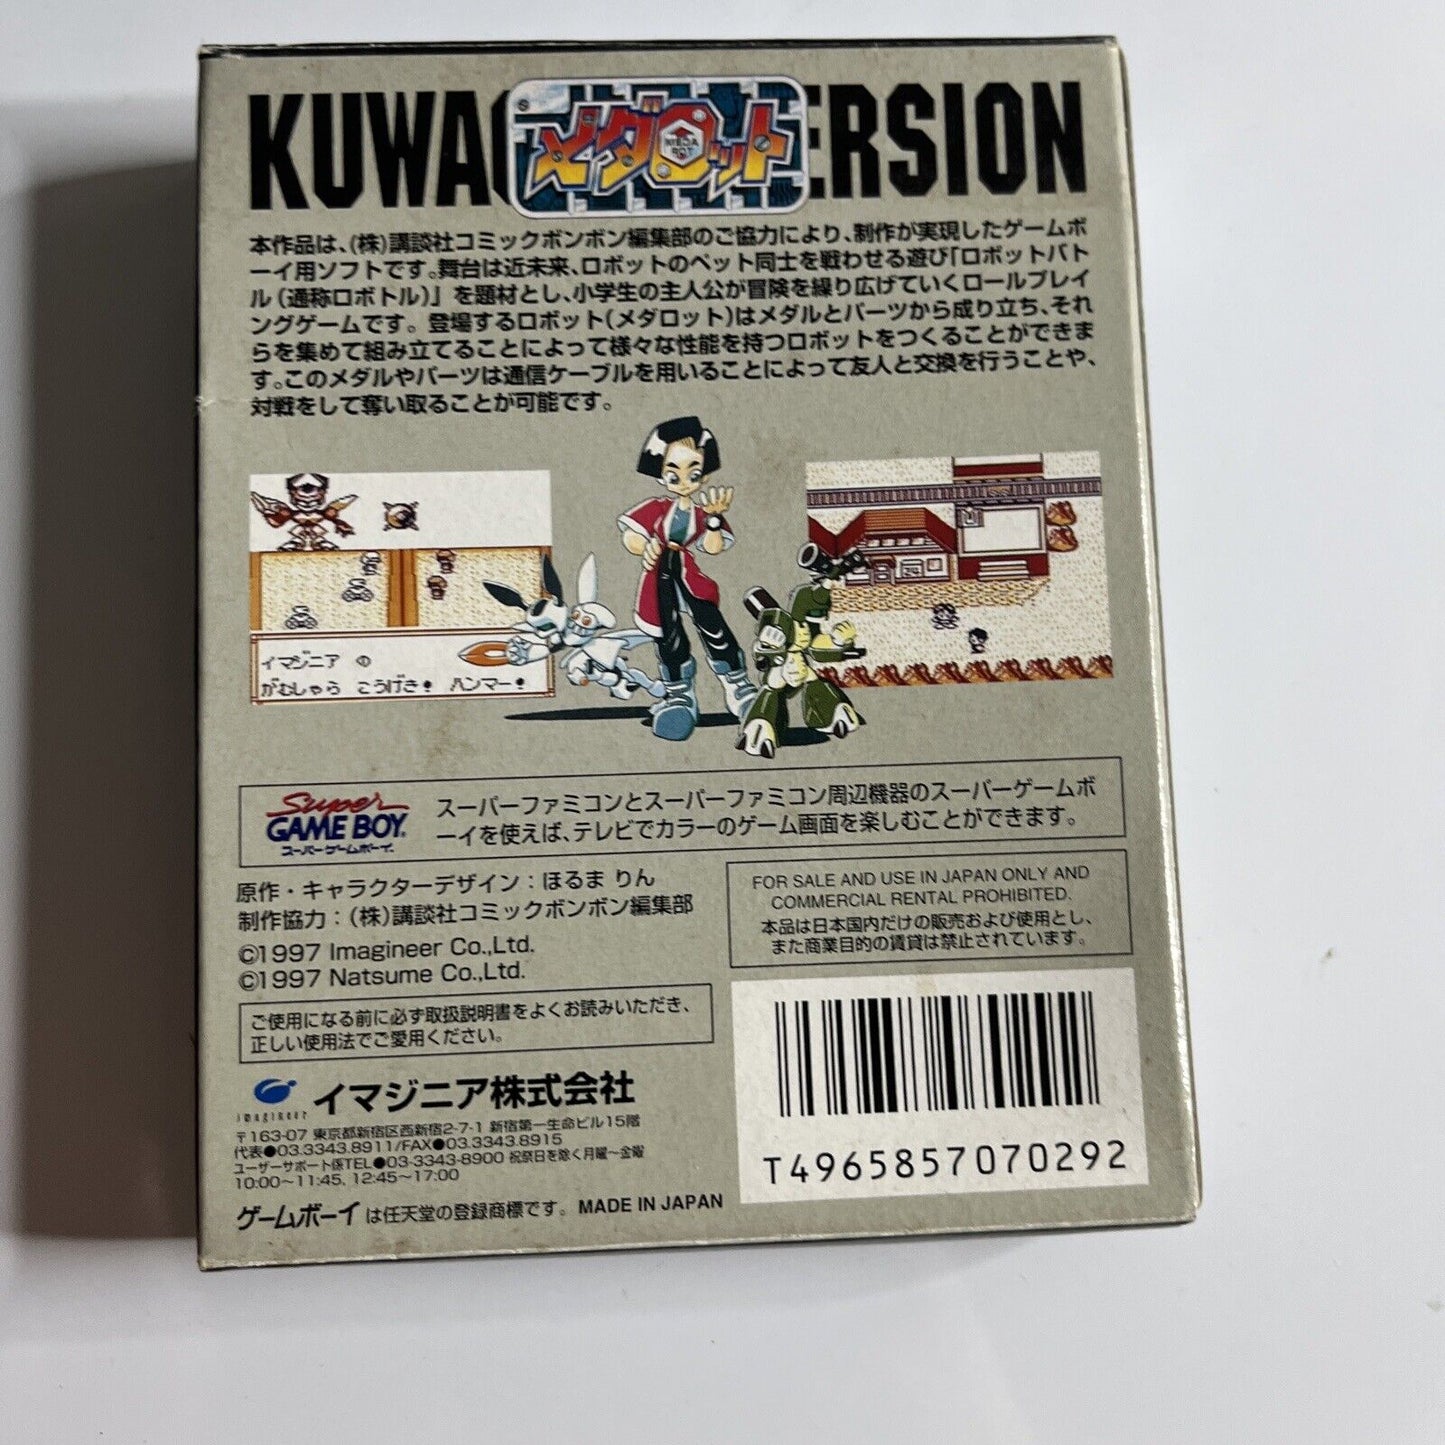 KUWAG ERSION
メダロット
MEDA
ROT
本作品は、(株)講談社コミックボンボン編集部のご協力により、制作が実現したゲームボ
ーイ用ソフトです。舞台は近未来、ロボットのペット同士を戦わせる遊び「ロボットバト
ル(通称ロボトル)」を題材とし、小学生の主人公が冒険を繰り広げていくロールプレイ
ングゲームです。登場するロボット(メダロット)はメダルとパーツから成り立ち、それ
らを集めて組み立てることによって様々な性能を持つロボットをつくることができま
す。このメダルやパーツは通信ケーブルを用いることによって友人と交換を行うことや、
対戦をして奪い取ることが可能です。
24
イマジニア の
がむしゃら こうげき! ハンマー!
Super
GAME BOY
スーパーゲームボーイ
スーパーファミコンとスーパーファミコン周辺機器のスーパーゲームボ
ーイを使えば、テレビでカラーのゲーム画面を楽しむことができます。
原作・キャラクターデザイン:ほるま りん
制作協力:(株)講談社コミックボンボン編集部
©1997 Imagineer Co.,Ltd.
©1997 Natsume Co.,Ltd.
FOR SALE AND USE IN JAPAN ONLY AND
COMMERCIAL RENTAL PROHIBITED.
本品は日本国内だけの販売および使用とし、
また商業目的の賃貸は禁止されています。
ご使用になる前に必ず取扱説明書をよくお読みいただき、
正しい使用法でご愛用ください。
imagineer
イマジニア株式会社
〒163-07 東京都新宿区西新宿2-7-1 新宿第一生命ビル15階
代表●03.3343.8911/FAX●03.3343.8915
ユーザーサポート係TEL●03-3343-8900 祝祭日を除く月曜~金曜
10:00~11:45, 12:45~17:00
ゲームボーイ は任天堂の登録商標です。 MADE IN JAPAN
T4965857070292